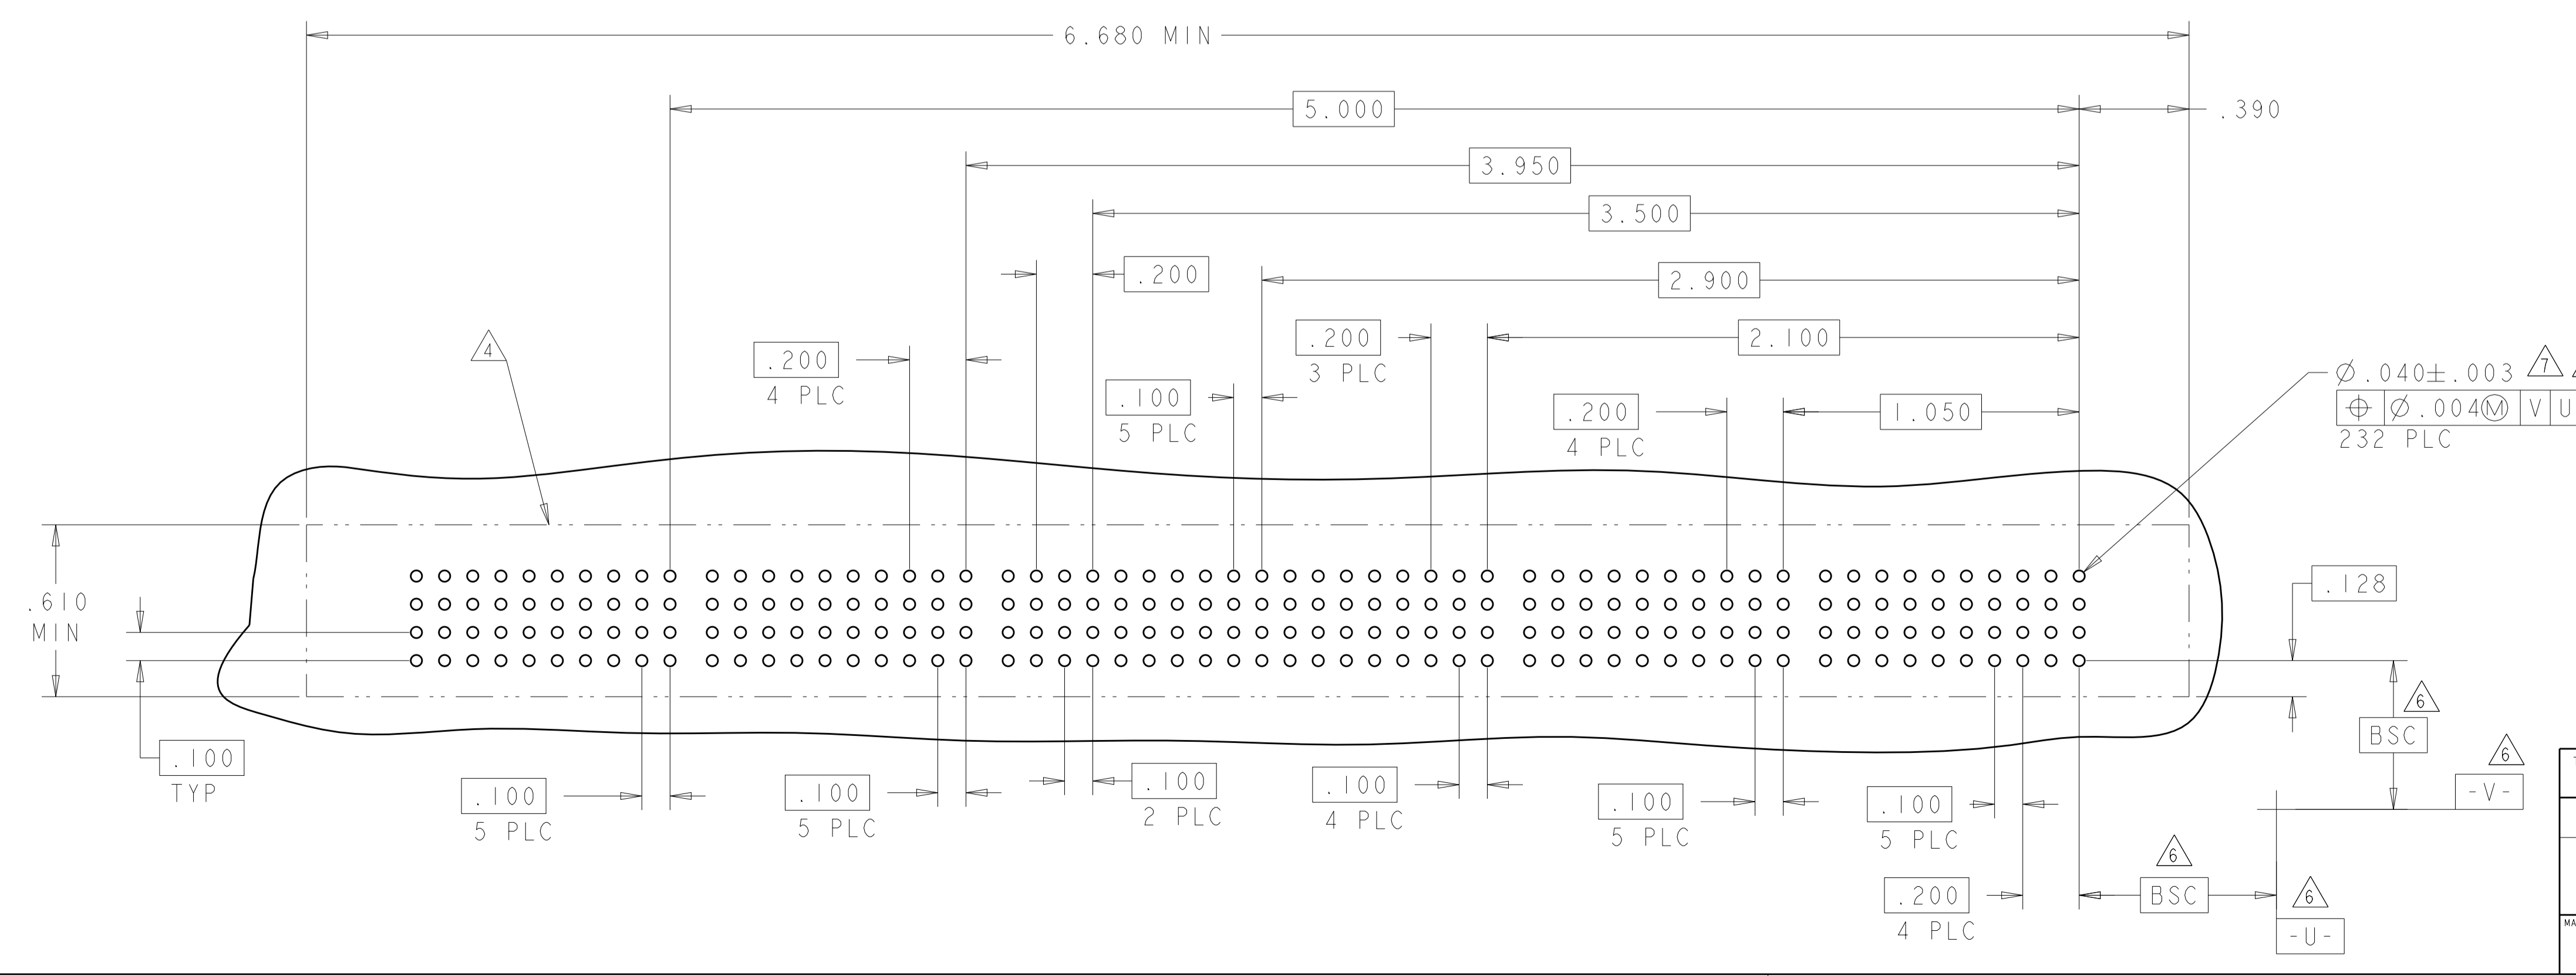 6.680 MIN
5.000
.390
3.950
3.500
.200
2.900
.200
3 PLC
2.100
4
.200
4 PLC
.100
5 PLC
.200
4 PLC
1.050
Ø.040±.003 7
⌖ Ø.004Ⓜ V U
232 PLC
.610
MIN
.128
.100
TYP
6
BSC
6
-V-
.100
5 PLC
.100
5 PLC
.100
2 PLC
.100
4 PLC
.100
5 PLC
.100
5 PLC
6
.200
4 PLC
BSC
6
-U-
MA